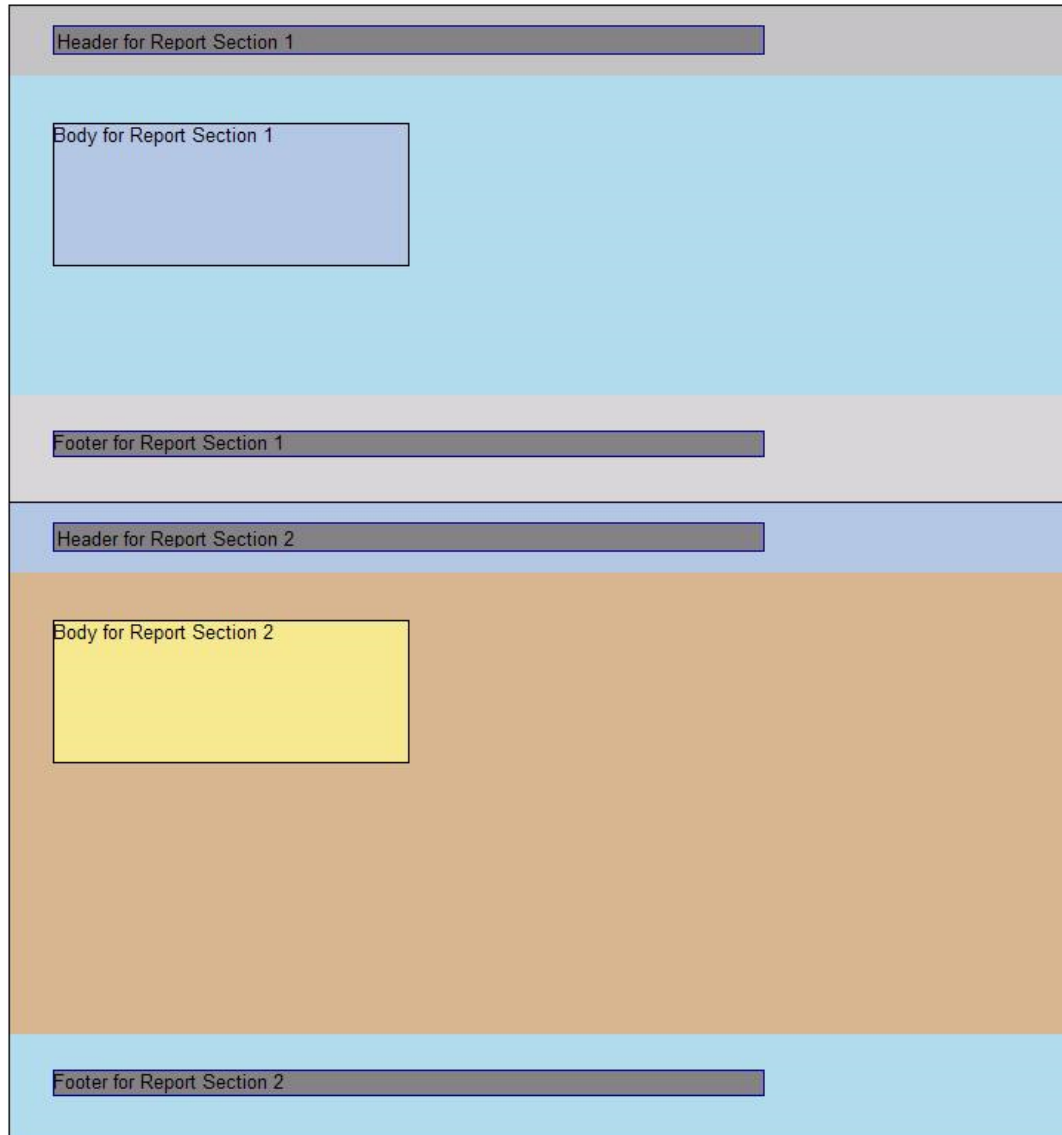 Header for Report Section 1
Body for Report Section 1
Footer for Report Section 1
Header for Report Section 2
Body for Report Section 2
Footer for Report Section 2